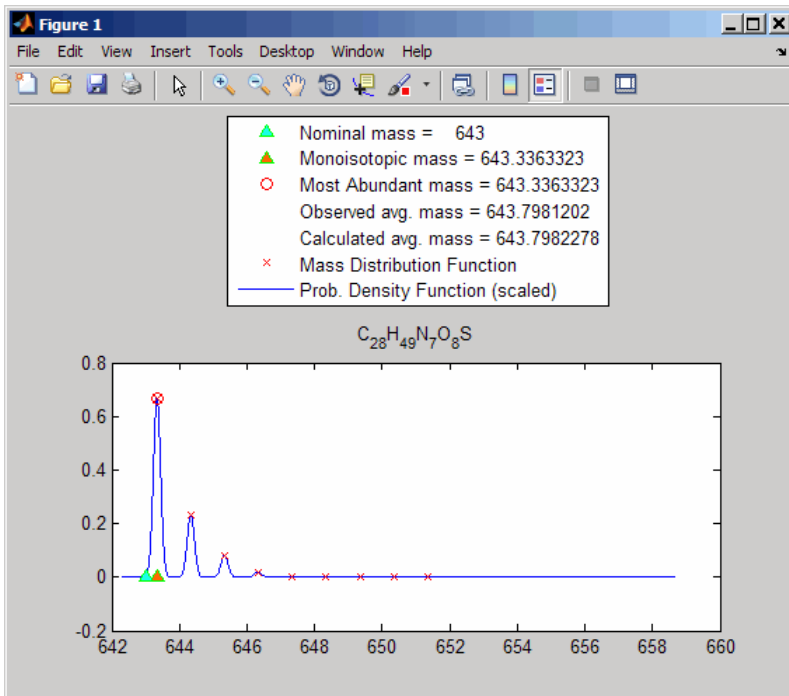 Figure 1
File Edit View Insert Tools Desktop Window Help
Nominal mass = 643
Monoisotopic mass = 643.3363323
Most Abundant mass = 643.3363323
Observed avg. mass = 643.7981202
Calculated avg. mass = 643.7982278
Mass Distribution Function
Prob. Density Function (scaled)
C₂₈H₄₉N₇O₈S
0.8
0.6
0.4
0.2
0
-0.2
642 644 646 648 650 652 654 656 658 660